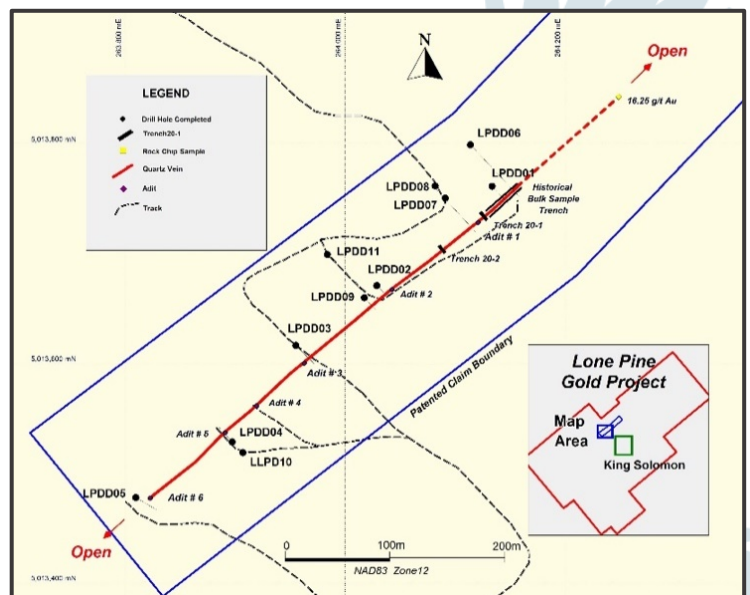 263,800 mE
264,000 mE
264,200 mE
N
Open
16.25 g/t Au
LEGEND
Drill Hole Completed
Trench20-1
Rock Chip Sample
Quartz Vein
Adit
Track
5,013,800 mN
LPDD06
LPDD01
LPDD08
LPDD07
Historical
Bulk Sample
Trench
Trench 20-1
Adit # 1
Trench 20-2
LPDD11
LPDD02
LPDD09
Adit # 2
LPDD03
5,013,600 mN
Adit # 3
Patented Claim Boundary
Adit # 4
Adit # 5
LPDD04
LLPD10
LPDD05
Adit # 6
Open
Lone Pine
Gold Project
Map
Area
King Solomon
0
100m
200m
NAD83 Zone12
5,013,400 mN